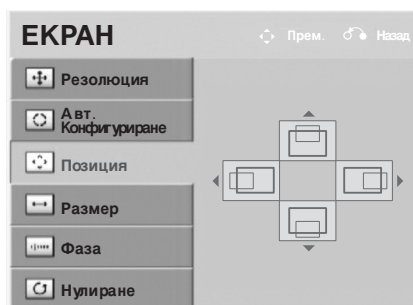 ЕКРАН
Прем.
Назад
Резолюция
Авт.
Конфигуриране
Позиция
Размер
Фаза
Нулиране